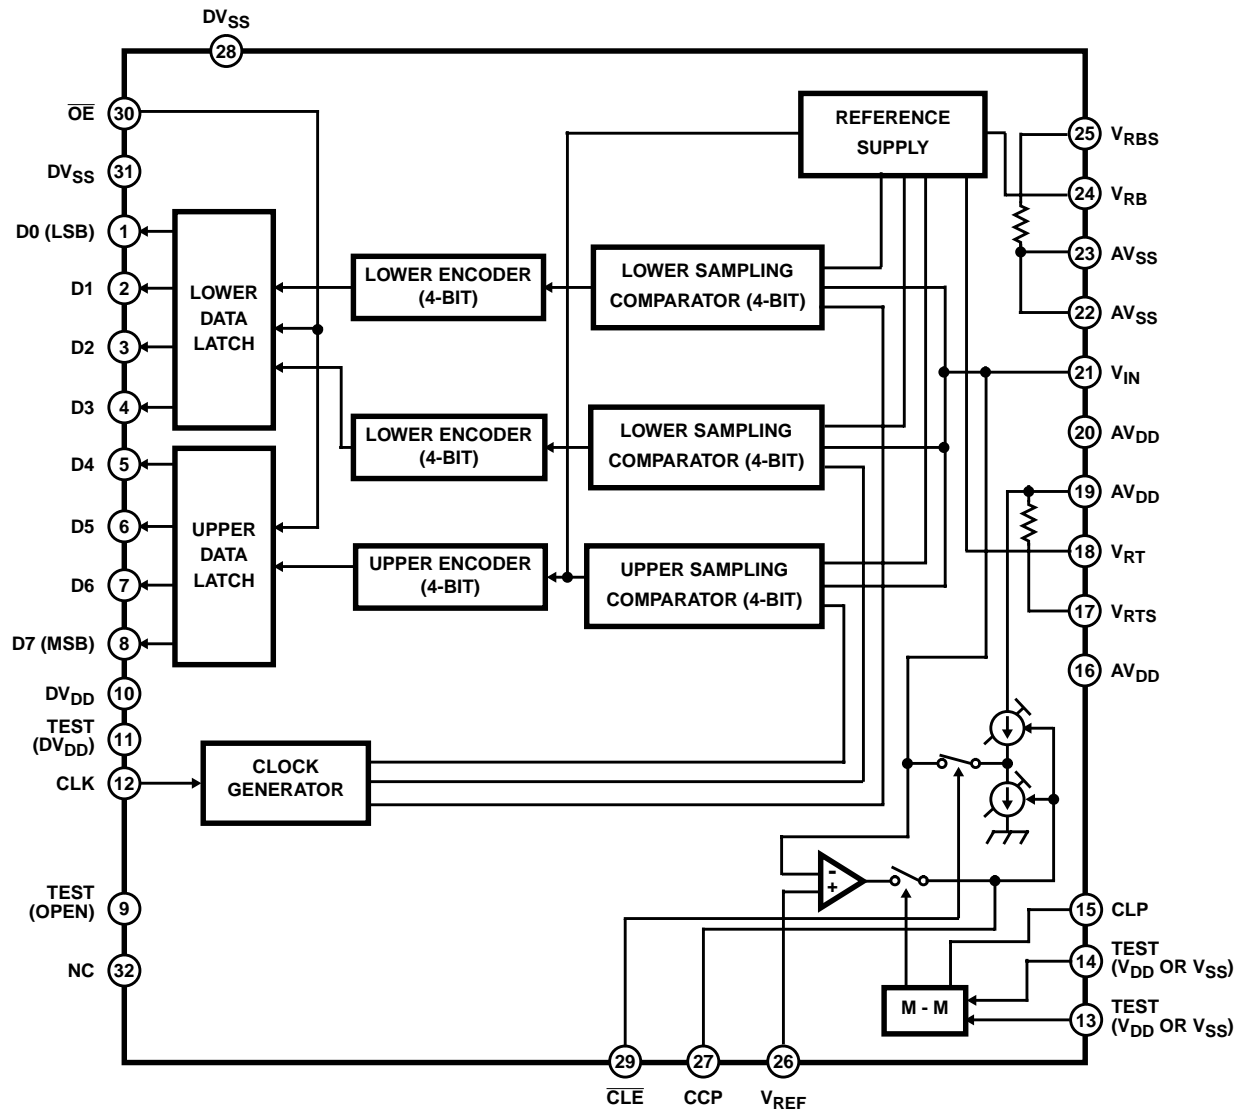 DVSS
28
OE
30
DVSS
31
D0 (LSB)
1
D1
2
D2
3
D3
4
D4
5
D5
6
D6
7
D7 (MSB)
8
DVDD
10
TEST
(DVDD)
11
CLK
12
TEST
(OPEN)
9
NC
32
LOWER
DATA
LATCH
UPPER
DATA
LATCH
LOWER ENCODER
(4-BIT)
LOWER ENCODER
(4-BIT)
UPPER ENCODER
(4-BIT)
CLOCK
GENERATOR
REFERENCE
SUPPLY
LOWER SAMPLING
COMPARATOR (4-BIT)
LOWER SAMPLING
COMPARATOR (4-BIT)
UPPER SAMPLING
COMPARATOR (4-BIT)
-
+
M - M
25
VRBS
24
VRB
23
AVSS
22
AVSS
21
VIN
20
AVDD
19
AVDD
18
VRT
17
VRTS
16
AVDD
15
CLP
14
TEST
(VDD OR VSS)
13
TEST
(VDD OR VSS)
29
CLE
27
CCP
26
VREF